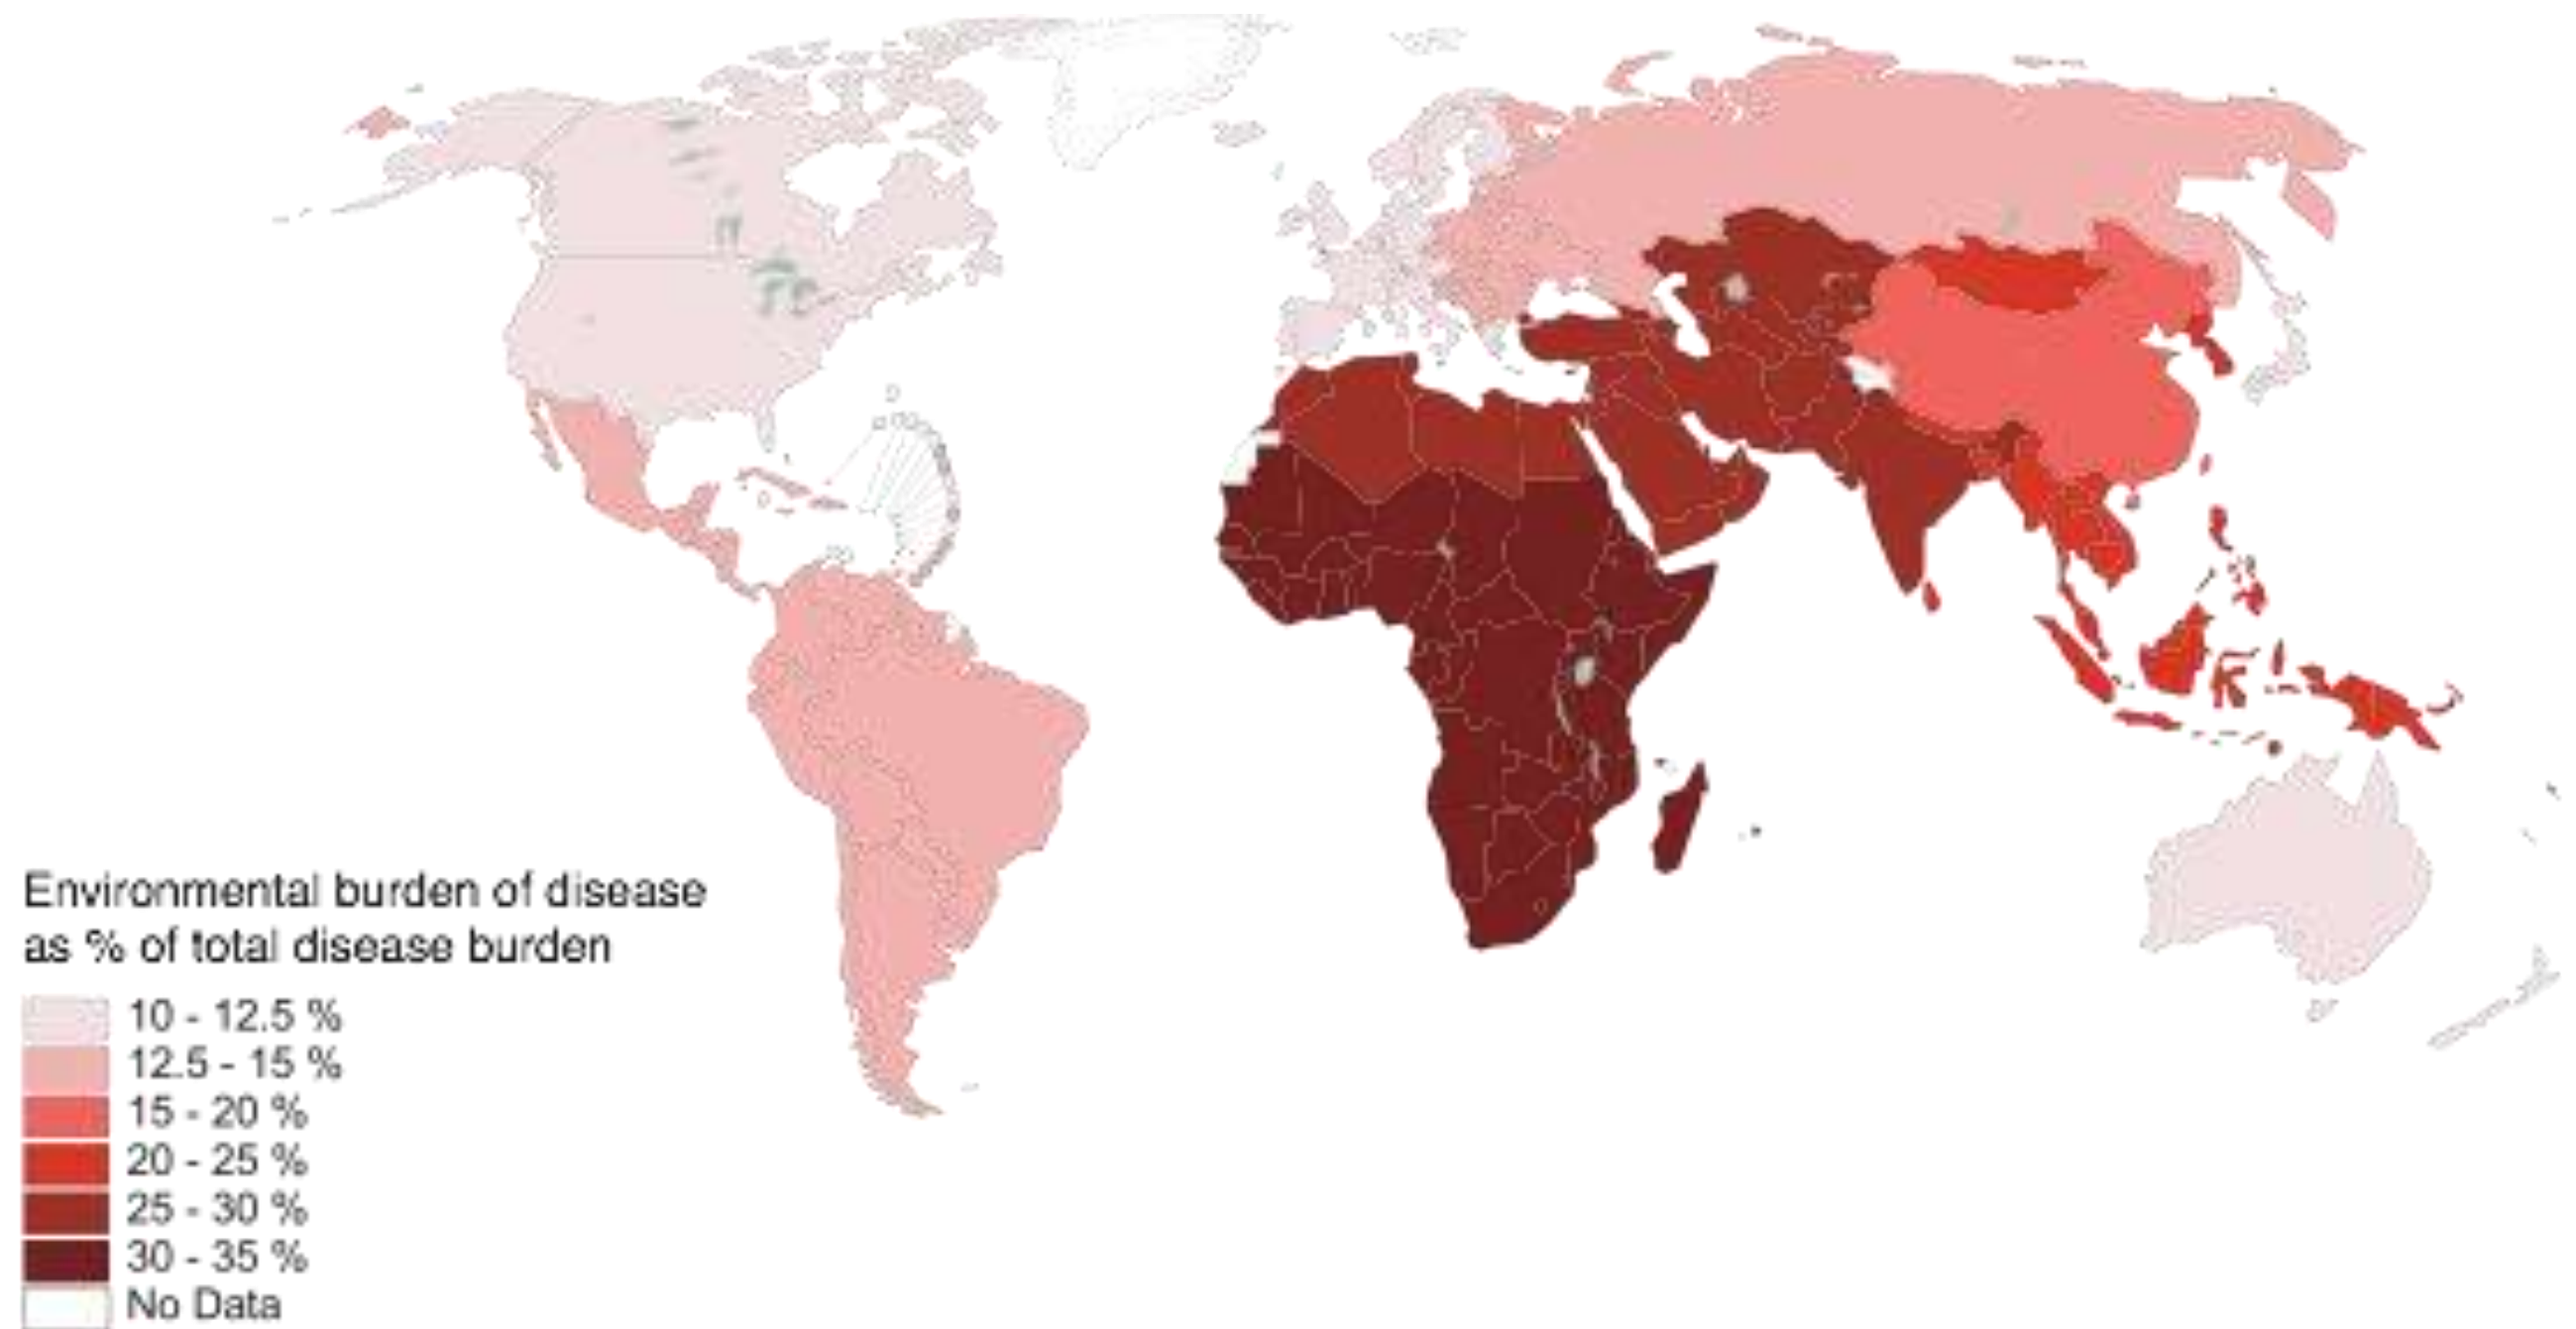 Environmental burden of disease
as % of total disease burden
10 - 12.5 %
12.5 - 15 %
15 - 20 %
20 - 25 %
25 - 30 %
30 - 35 %
No Data